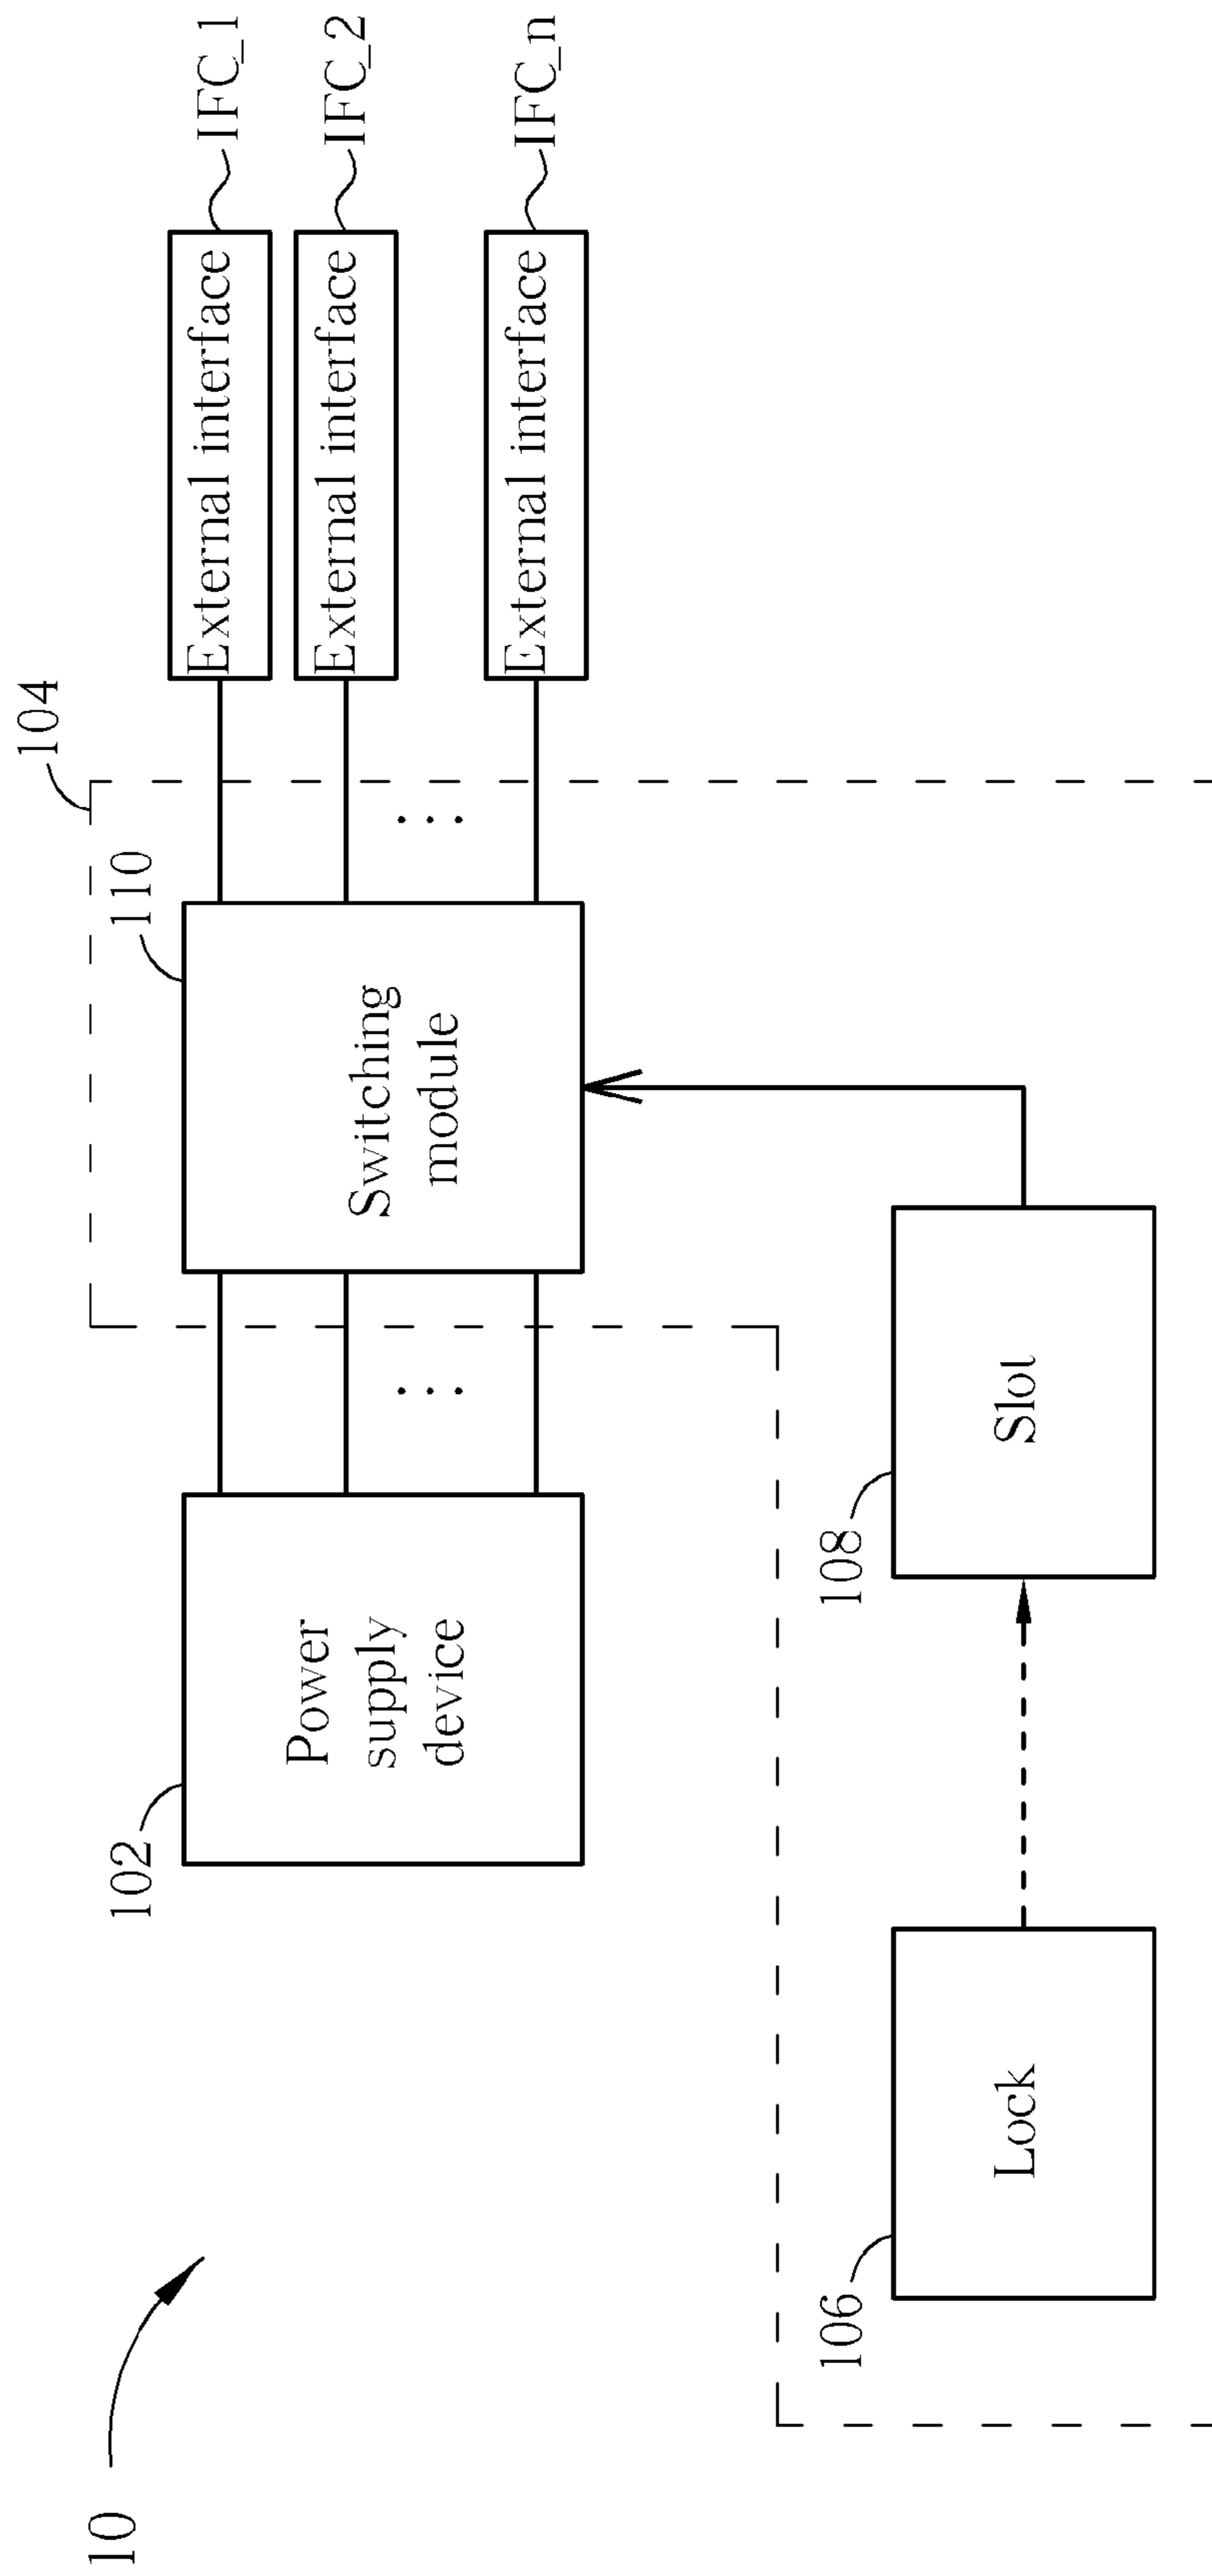 10
104
102
Power
supply
device
110
Switching
module
External interface
IFC_1
External interface
IFC_2
External interface
IFC_n
106
Lock
108
Slot